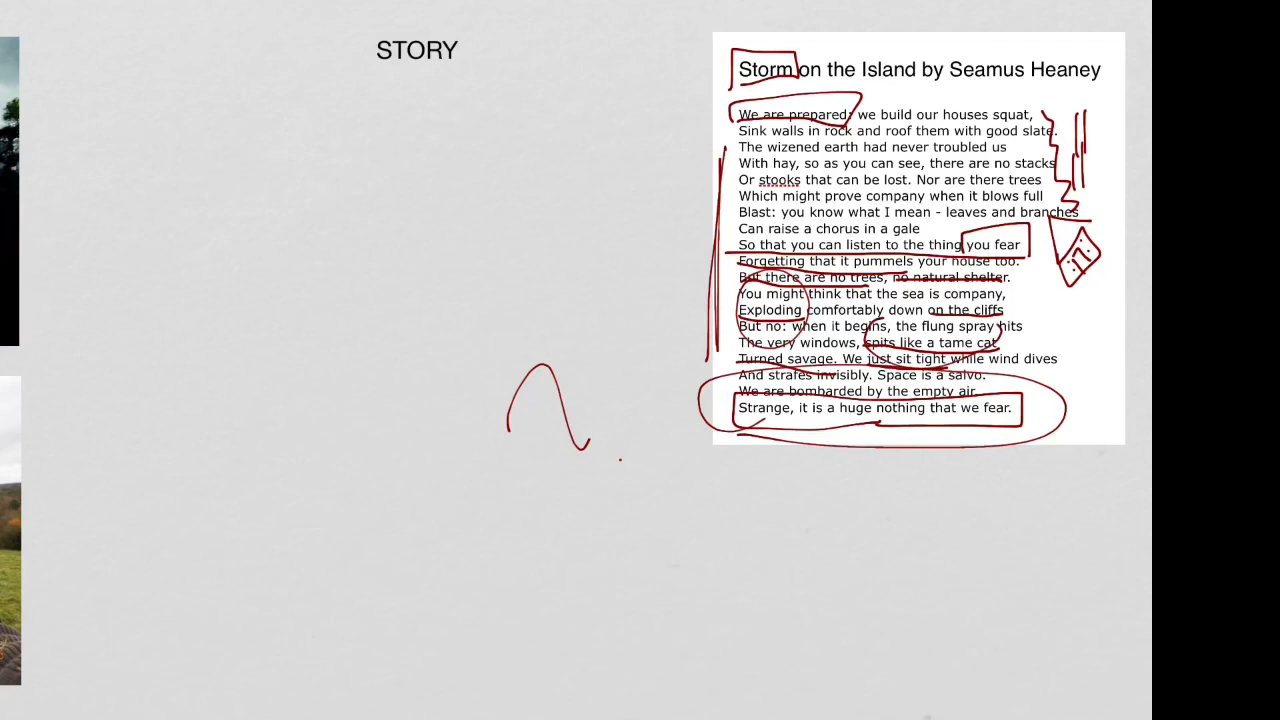 STORY
Storm on the Island by Seamus Heaney
We are prepared: we build our houses squat,
Sink walls in rock and roof them with good slate.
The wizened earth had never troubled us
With hay, so as you can see, there are no stacks
Or stooks that can be lost. Nor are there trees
Which might prove company when it blows full
Blast: you know what I mean - leaves and branches
Can raise a chorus in a gale
So that you can listen to the thing you fear
Forgetting that it pummels your house too.
But there are no trees, no natural shelter.
You might think that the sea is company,
Exploding comfortably down on the cliffs
But no: when it begins, the flung spray hits
The very windows, spits like a tame cat
Turned savage. We just sit tight while wind dives
And strafes invisibly. Space is a salvo.
We are bombarded by the empty air.
Strange, it is a huge nothing that we fear.